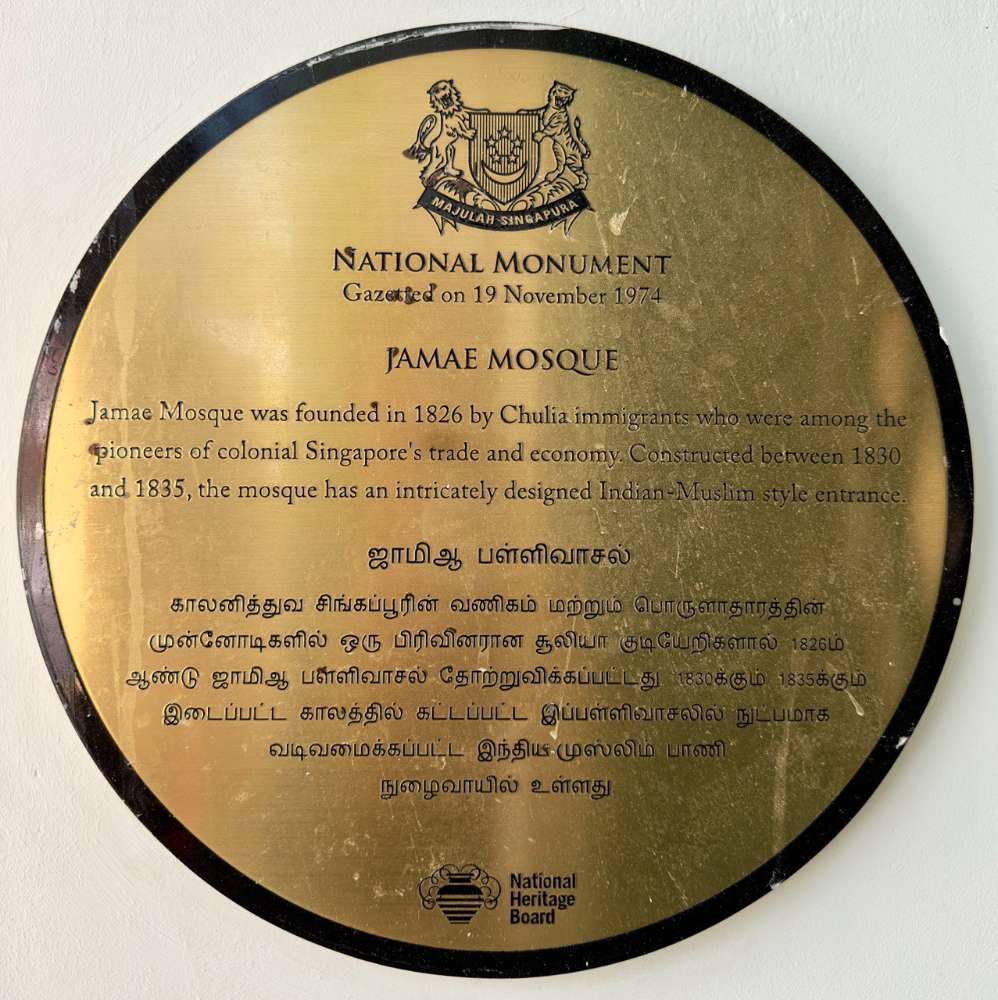 MAJULAH SINGAPURA
NATIONAL MONUMENT
Gazetted on 19 November 1974
JAMAE MOSQUE
Jamae Mosque was founded in 1826 by Chulia immigrants who were among the
pioneers of colonial Singapore's trade and economy. Constructed between 1830
and 1835, the mosque has an intricately designed Indian-Muslim style entrance.
ஜாமிஆ பள்ளிவாசல்
காலனித்துவ சிங்கப்பூரின் வணிகம் மற்றும் பொருளாதாரத்தின்
முன்னோடிகளில் ஒரு பிரிவினரான சூலியா குடியேறிகளால் 1826ம்
ஆண்டு ஜாமிஆ பள்ளிவாசல் தோற்றுவிக்கப்பட்டது. 1830க்கும் 1835க்கும்
இடைப்பட்ட காலத்தில் கட்டப்பட்ட இப்பள்ளிவாசலில் நுட்பமாக
வடிவமைக்கப்பட்ட இந்திய-முஸ்லிம் பாணி
நுழைவாயில் உள்ளது.
National
Heritage
Board